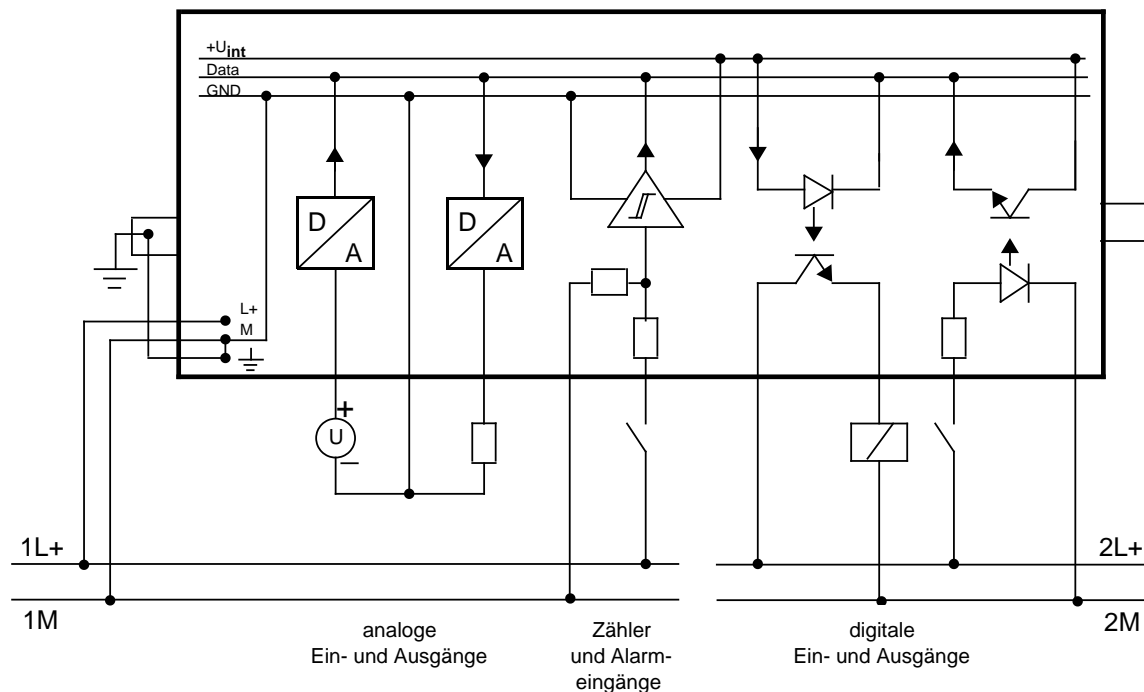 +Uint
Data
GND
D
A
D
A
L+
M
+
U
–
1L+
2L+
1M
2M
analoge
Ein- und Ausgänge
Zähler
und Alarm-
eingänge
digitale
Ein- und Ausgänge